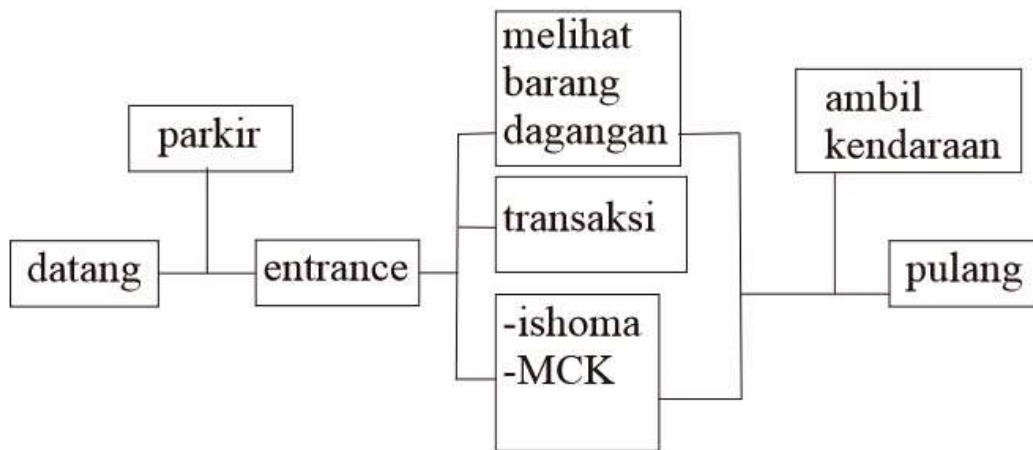 datang
parkir
entrance
melihat
barang
dagangan
transaksi
-ishoma
-MCK
ambil
kendaraan
pulang